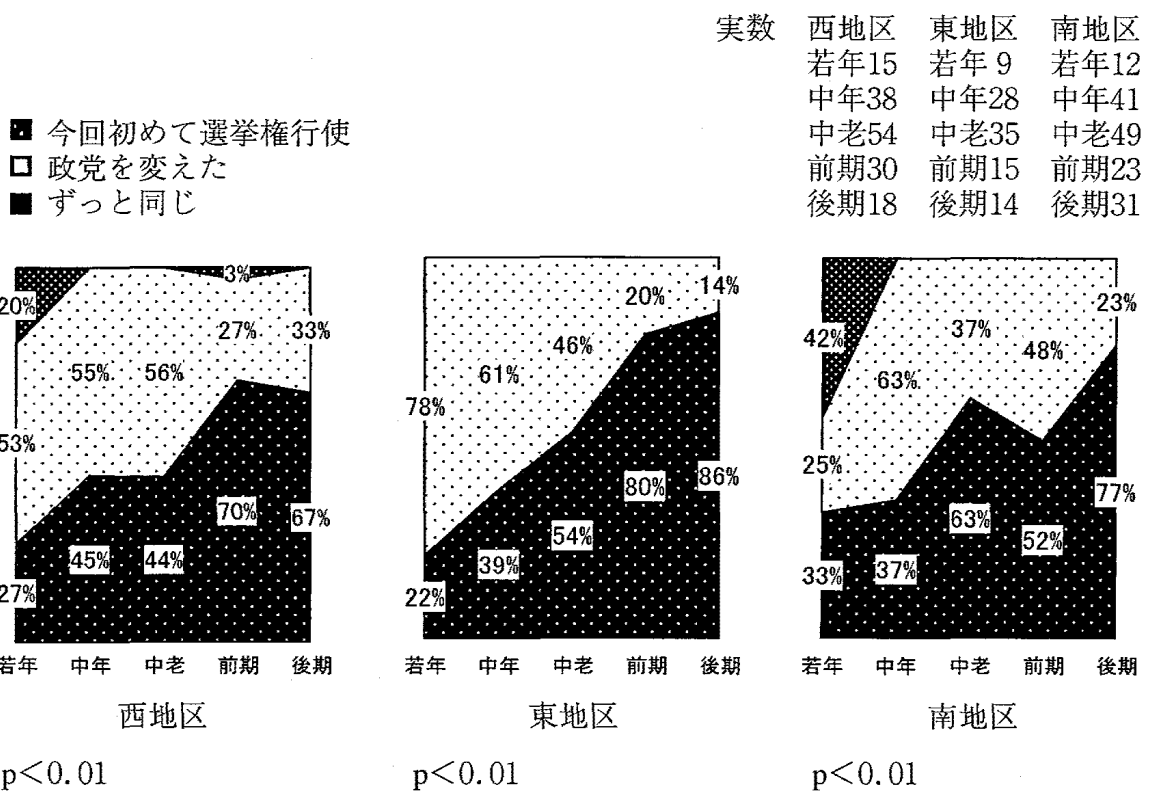 実数 西地区 東地区 南地区
若年15 若年 9 若年12
中年38 中年28 中年41
中老54 中老35 中老49
前期30 前期15 前期23
後期18 後期14 後期31
今回初めて選挙権行使
政党を変えた
ずっと同じ
20%
3%
27%
33%
55%
56%
53%
70%
67%
45%
44%
27%
若年 中年 中老 前期 後期
西地区
p<0.01
14%
20%
46%
61%
78%
86%
80%
54%
39%
22%
若年 中年 中老 前期 後期
東地区
p<0.01
23%
42%
37%
48%
63%
25%
77%
63%
52%
33%
37%
若年 中年 中老 前期 後期
南地区
p<0.01